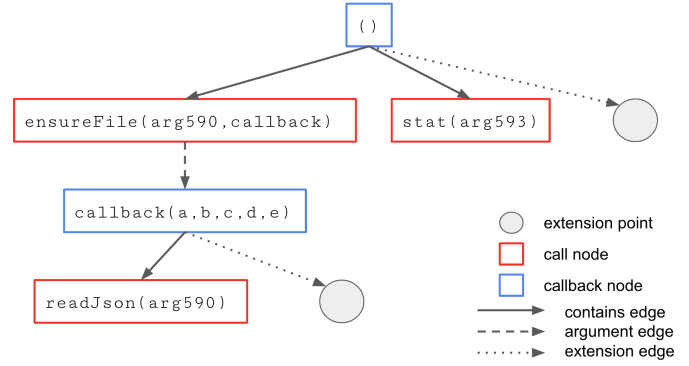 ()
ensureFile(arg590,callback)
stat(arg593)
callback(a,b,c,d,e)
readJson(arg590)
extension point
call node
callback node
contains edge
argument edge
extension edge